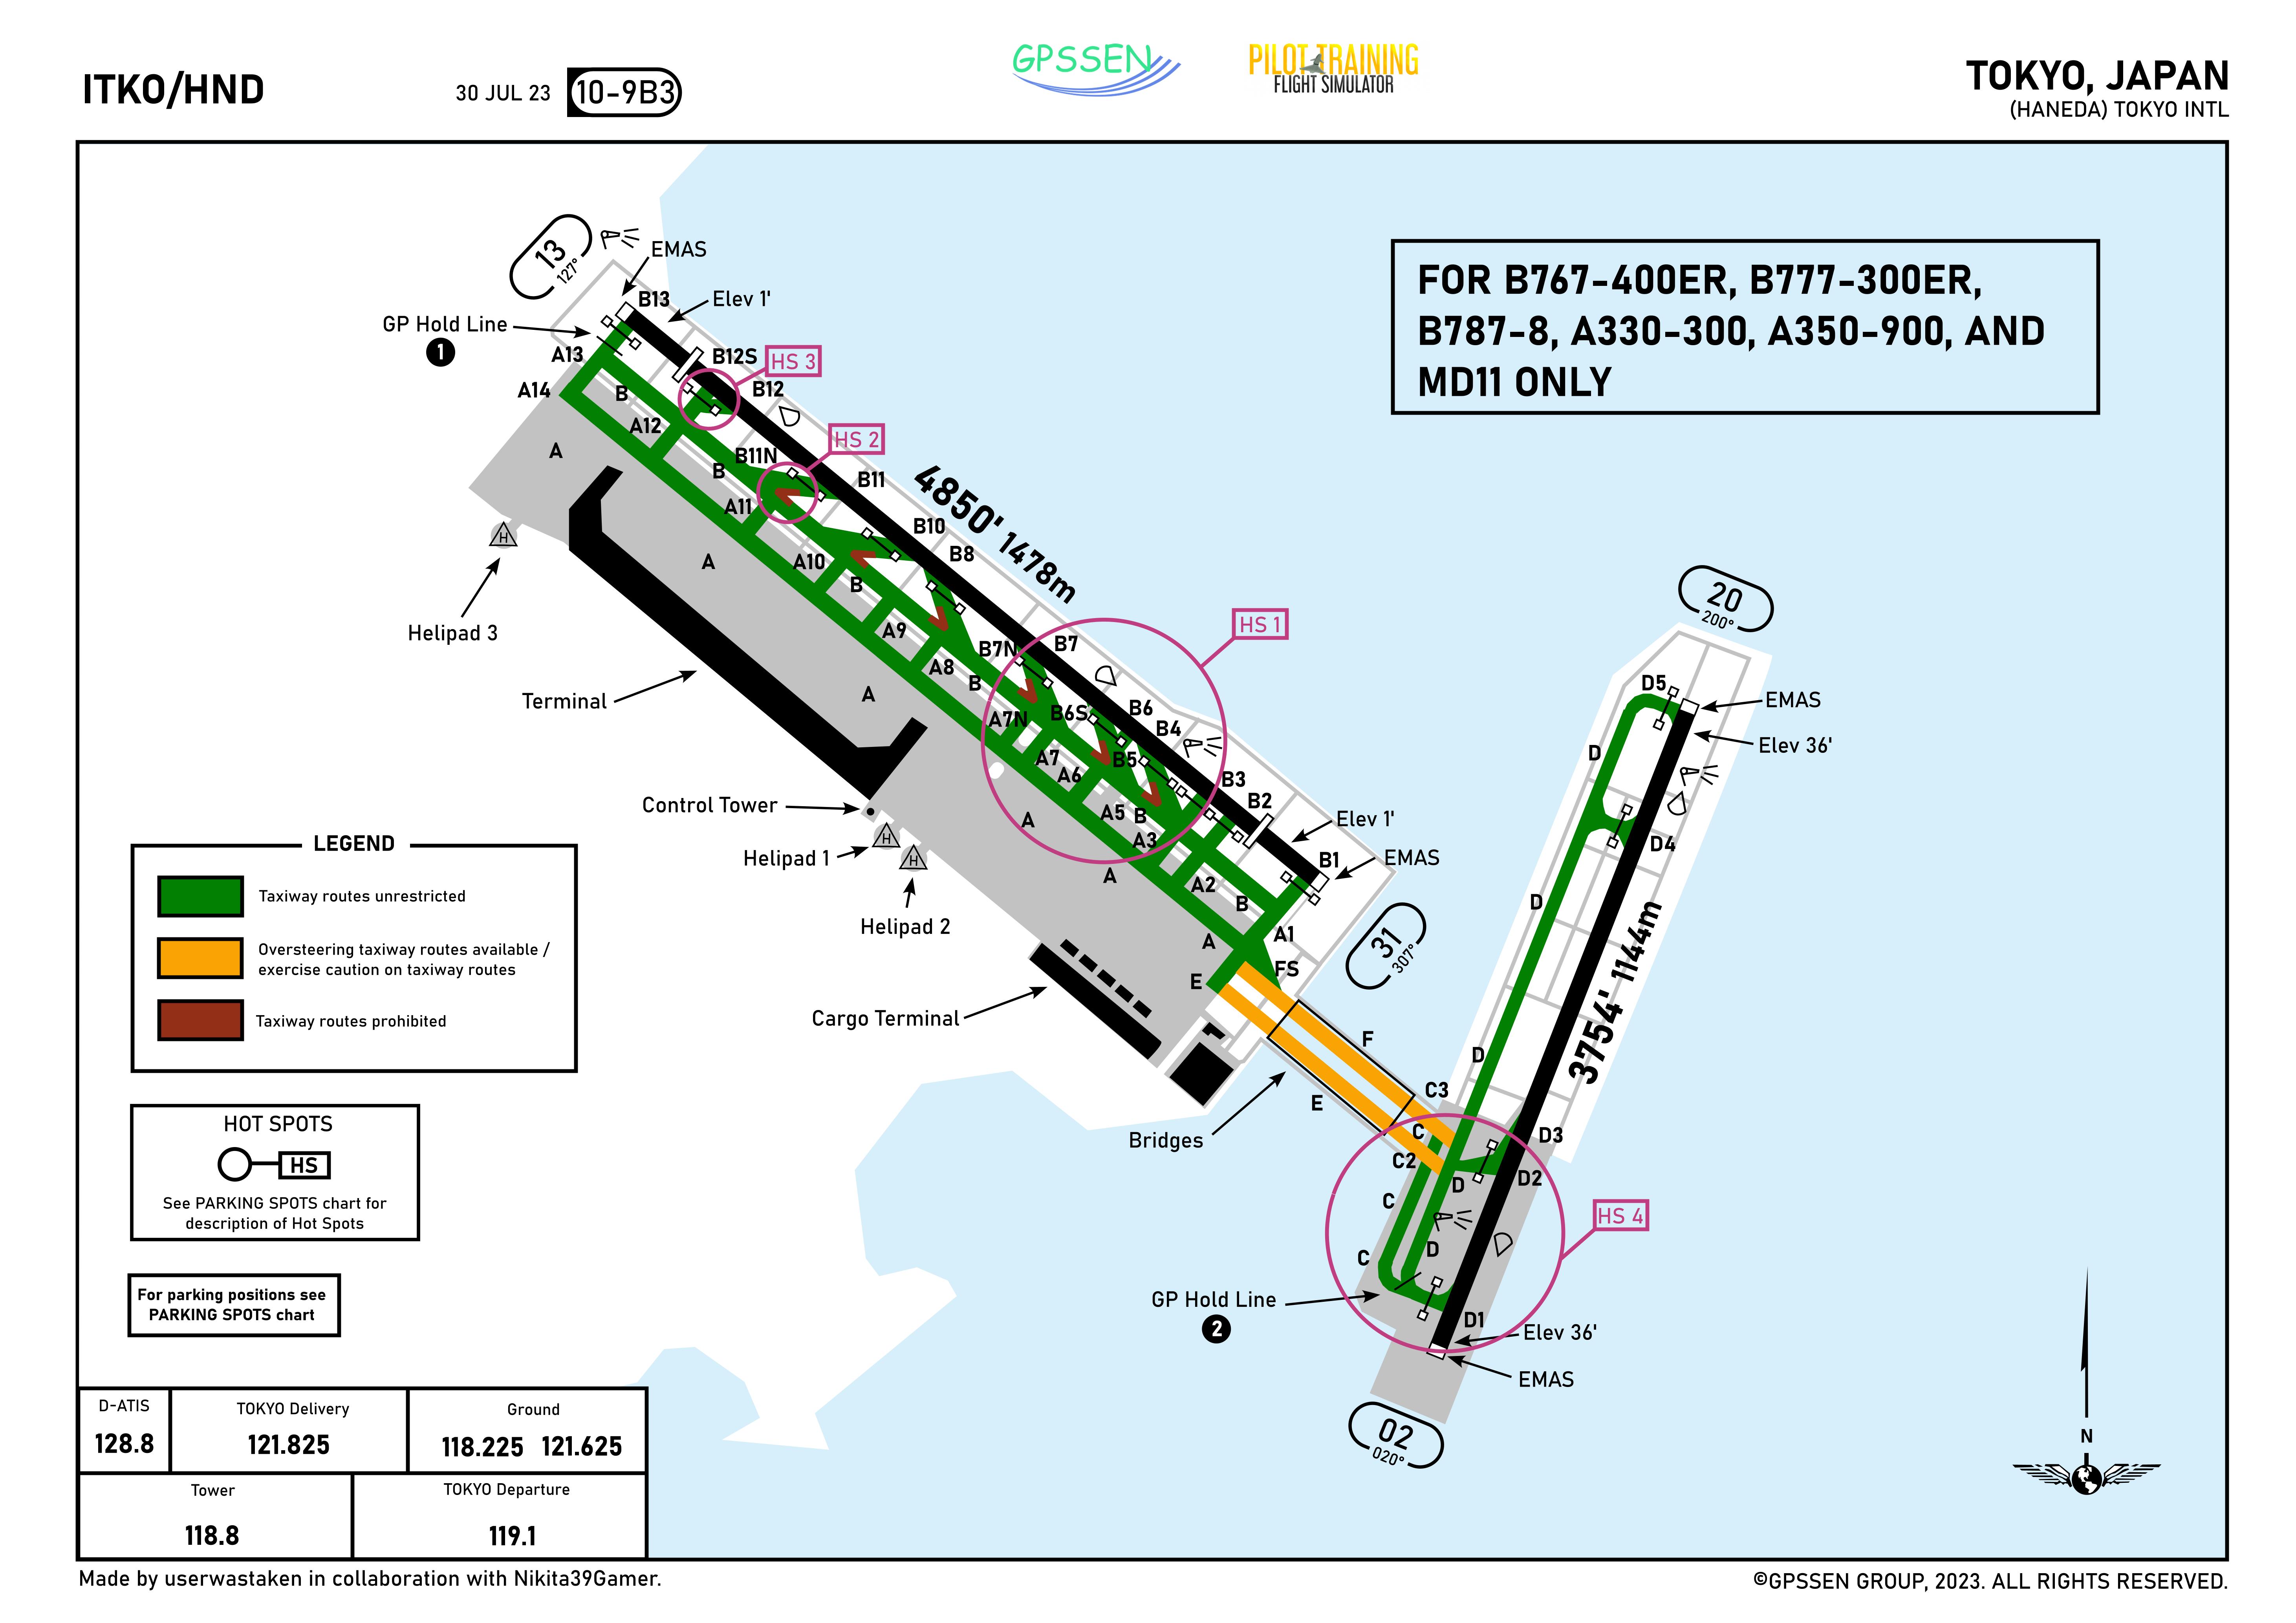 ITKO/HND
30 JUL 23
10-9B3
GPSSEN
PILOT TRAINING
FLIGHT SIMULATOR
TOKYO, JAPAN
(HANEDA) TOKYO INTL
FOR B767-400ER, B777-300ER,
B787-8, A330-300, A350-900, AND
MD11 ONLY
13
127°
EMAS
B13
Elev 1'
GP Hold Line
1
A13
A14
B12S
HS 3
B12
B
A12
A
HS 2
B11N
B
B11
A11
4850' 1478m
B10
B8
A10
A
B
H
Helipad 3
A9
A8
B7N
B7
B
HS 1
A
Terminal
A7N
B6S
B6
B4
A7
B5
A6
B3
B2
A5
B
A
A3
Elev 1'
B1
EMAS
Control Tower
H
Helipad 1
H
Helipad 2
A
A2
B
A1
A
31
307°
FS
E
Cargo Terminal
F
E
Bridges
20
200°
D5
EMAS
Elev 36'
D
D4
D
3754' 1144m
D
C3
C
C2
D3
D2
D
C
HS 4
D
C
GP Hold Line
2
D1
Elev 36'
EMAS
02
020°
LEGEND
Taxiway routes unrestricted
Oversteering taxiway routes available /
exercise caution on taxiway routes
Taxiway routes prohibited
HOT SPOTS
HS
See PARKING SPOTS chart for
description of Hot Spots
For parking positions see
PARKING SPOTS chart
D-ATIS
128.8
TOKYO Delivery
121.825
Ground
118.225 121.625
Tower
118.8
TOKYO Departure
119.1
N
Made by userwastaken in collaboration with Nikita39Gamer.
©GPSSEN GROUP, 2023. ALL RIGHTS RESERVED.